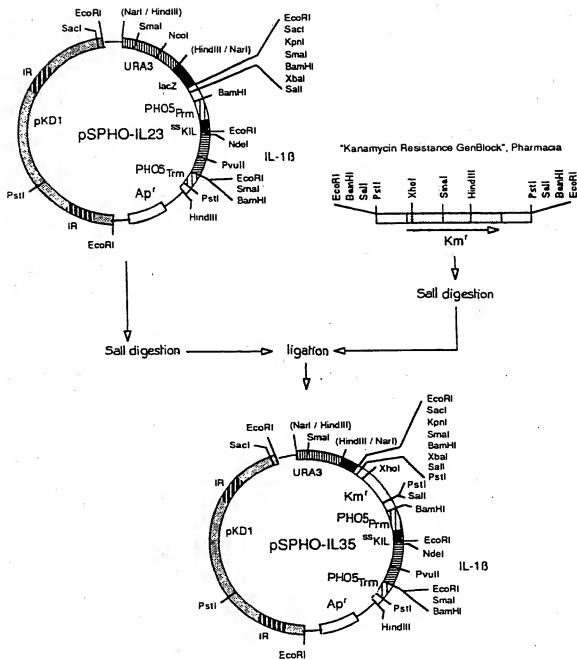 EcoRI
(NarI / HindIII)
SacI
SmaI
NcoI
(HindIII / NarI)
URA3
lacZ
EcoRI
SacI
KpnI
SmaI
BamHI
XbaI
SalI
BamHI
IR
pKD1
PHO5Prm
pSPHO-IL23
ssKIL
EcoRI
NdeI
IL-1ß
PvuII
PHO5Trm
EcoRI
SmaI
BamHI
PstI
Apr
PstI
HindIII
IR
EcoRI
"Kanamycin Resistance GenBlock", Pharmacia
EcoRI
BamHI
SalI
PstI
XhoI
SmaI
HindIII
PstI
SalI
BamHI
EcoRI
Kmr
SalI digestion
SalI digestion
ligation
EcoRI
(NarI / HindIII)
SacI
SmaI
(HindIII / NarI)
URA3
EcoRI
SacI
KpnI
SmaI
BamHI
XbaI
SalI
PstI
XhoI
Kmr
PstI
SalI
BamHI
IR
pKD1
PHO5Prm
pSPHO-IL35
ssKIL
EcoRI
NdeI
IL-1ß
PvuII
PHO5Trm
EcoRI
SmaI
BamHI
PstI
Apr
PstI
HindIII
IR
EcoRI